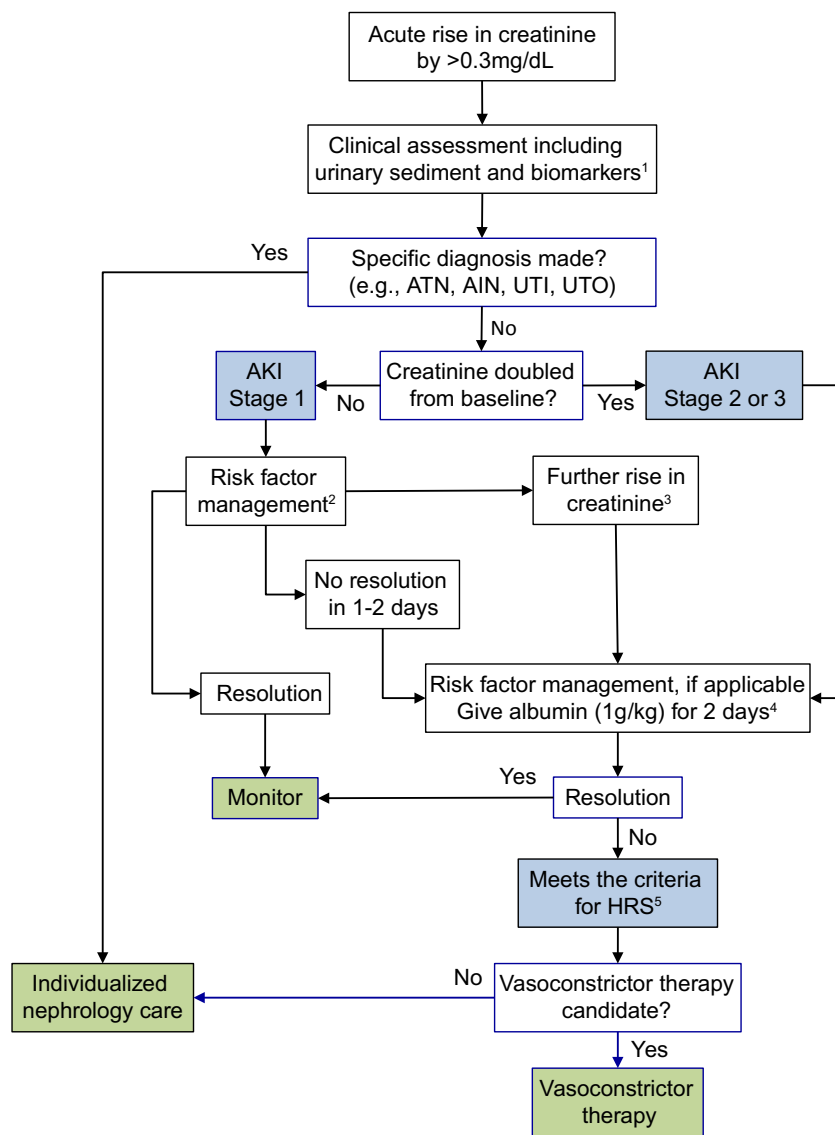 Acute rise in creatinine
by >0.3mg/dL
Clinical assessment including
urinary sediment and biomarkers¹
Yes
Specific diagnosis made?
(e.g., ATN, AIN, UTI, UTO)
No
AKI
Stage 1
No
Creatinine doubled
from baseline?
Yes
AKI
Stage 2 or 3
Risk factor
management²
Further rise in
creatinine³
No resolution
in 1-2 days
Resolution
Risk factor management, if applicable
Give albumin (1g/kg) for 2 days⁴
Monitor
Yes
Resolution
No
Meets the criteria
for HRS⁵
Individualized
nephrology care
No
Vasoconstrictor therapy
candidate?
Yes
Vasoconstrictor
therapy